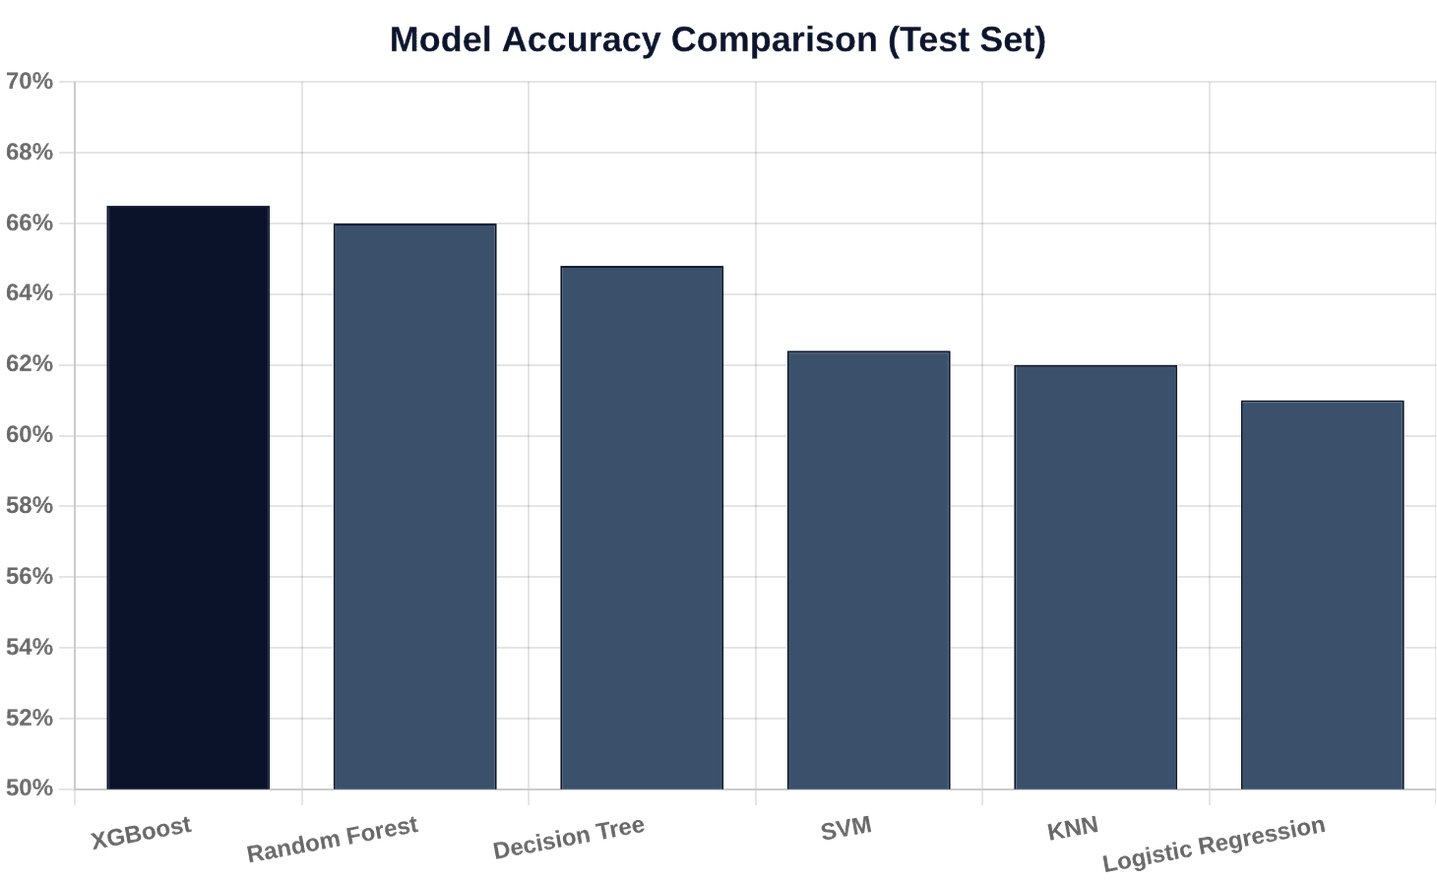 Model Accuracy Comparison (Test Set)
70%
68%
66%
64%
62%
60%
58%
56%
54%
52%
50%
XGBoost
Random Forest
Decision Tree
SVM
KNN
Logistic Regression